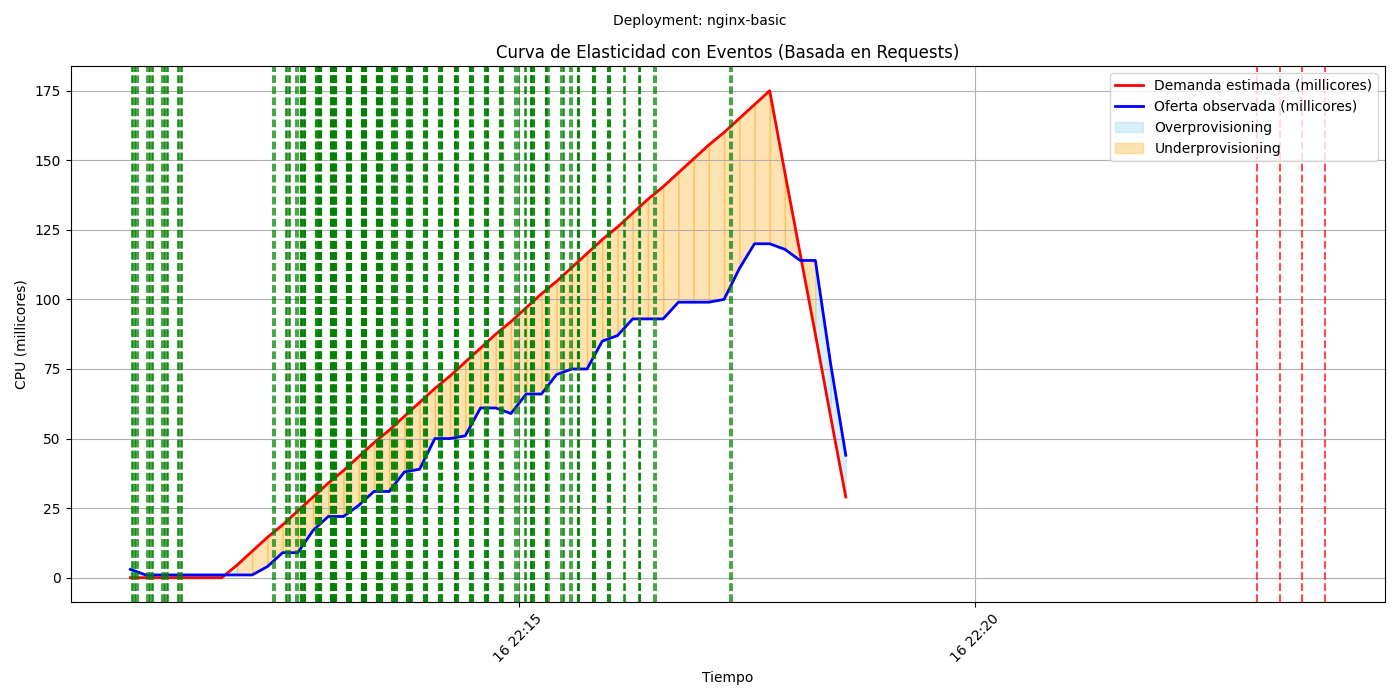 Deployment: nginx-basic
Curva de Elasticidad con Eventos (Basada en Requests)
Demanda estimada (millicores)
Oferta observada (millicores)
Overprovisioning
Underprovisioning
CPU (millicores)
175
150
125
100
75
50
25
0
16 22:15
16 22:20
Tiempo